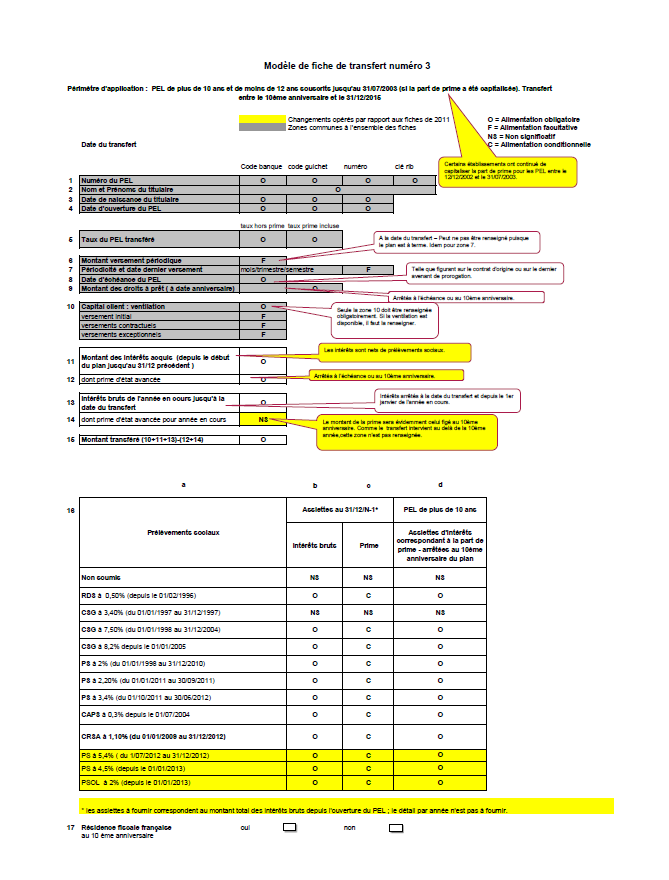 Modèle de fiche de transfert numéro 3
Périmètre d'application : PEL de plus de 10 ans et de moins de 12 ans souscrits jusqu'au 31/07/2003 (si la part de prime a été capitalisée). Transfert
entre le 10ème anniversaire et le 31/12/2015
Changements opérés par rapport aux fiches de 2011
Zones communes à l'ensemble des fiches
O = Alimentation obligatoire
F = Alimentation facultative
NS = Non significatif
C = Alimentation conditionnelle
Date du transfert
Certains établissements ont continué de
capitaliser la part de prime pour les PEL entre le
12/12/2002 et le 31/07/2003.
Code banque code guichet numéro clé rib
1 Numéro du PEL O O O O
2 Nom et Prénoms du titulaire O
3 Date de naissance du titulaire O O O
4 Date d'ouverture du PEL O O O
taux hors prime taux prime incluse
5 Taux du PEL transféré O O
A la date du transfert – Peut ne pas être renseigné puisque
le plan est à terme. Idem pour zone 7.
6 Montant versement périodique F
7 Périodicité et date dernier versement mois/trimestre/semestre F
8 Date d'échéance du PEL O
9 Montant des droits à prêt ( à date anniversaire) O
Telle que figurant sur le contrat d'origine ou sur le dernier
avenant de prorogation.
Arrêtés à l'échéance ou au 10ème anniversaire.
10 Capital client : ventilation O
versement initial F
versements contractuels F
versements exceptionnels F
Seule la zone 10 doit être renseignée
obligatoirement. Si la ventilation est
disponible, il faut la renseigner.
11 Montant des intérêts acquis (depuis le début
du plan jusqu'au 31/12 précédent ) O
Les intérêts sont nets de prélèvements sociaux.
12 dont prime d'état avancée O
Arrêtés à l'échéance ou au 10ème anniversaire.
13 Intérêts bruts de l'année en cours jusqu'à la
date du transfert O
Intérêts arrêtés à la date du transfert et depuis le 1er
janvier de l'année en cours.
14 dont prime d'état avancée pour année en cours NS
Le montant de la prime sera évidemment celui figé au 10ème
anniversaire. Comme le transfert intervient au delà de la 10ème
année,cette zone n'est pas renseignée.
15 Montant transféré (10+11+13)-(12+14) O
a b c d
16 Prélèvements sociaux
Assiettes au 31/12/N-1*
PEL de plus de 10 ans
Intérêts bruts
Prime
Assiettes d'intérêts
correspondant à la part de
prime - arrêtées au 10ème
anniversaire du plan
Non soumis NS NS NS
RDS à 0,50% (depuis le 01/02/1996) O C O
CSG à 3,40% (du 01/01/1997 au 31/12/1997) NS NS NS
CSG à 7,50% (du 01/01/1998 au 31/12/2004) O C O
CSG à 8,2% depuis le 01/01/2005 O C O
PS à 2% (du 01/01/1998 au 31/12/2010) O C O
PS à 2,20% (du 01/01/2011 au 30/09/2011) O C O
PS à 3,4% (du 01/10/2011 au 30/06/2012) O C O
CAPS à 0,3% depuis le 01/07/2004 O C O
CRSA à 1,10% (du 01/01/2009 au 31/12/2012) O C O
PS à 5,4% ( du 1/07/2012 au 31/12/2012) O C O
PS à 4,5% (depuis le 01/01/2013) O C O
PSOL à 2% (depuis le 01/01/2013) O C O
* les assiettes à fournir correspondent au montant total des intérêts bruts depuis l'ouverture du PEL ; le détail par année n'est pas à fournir.
17 Résidence fiscale française oui non
au 10 ème anniversaire